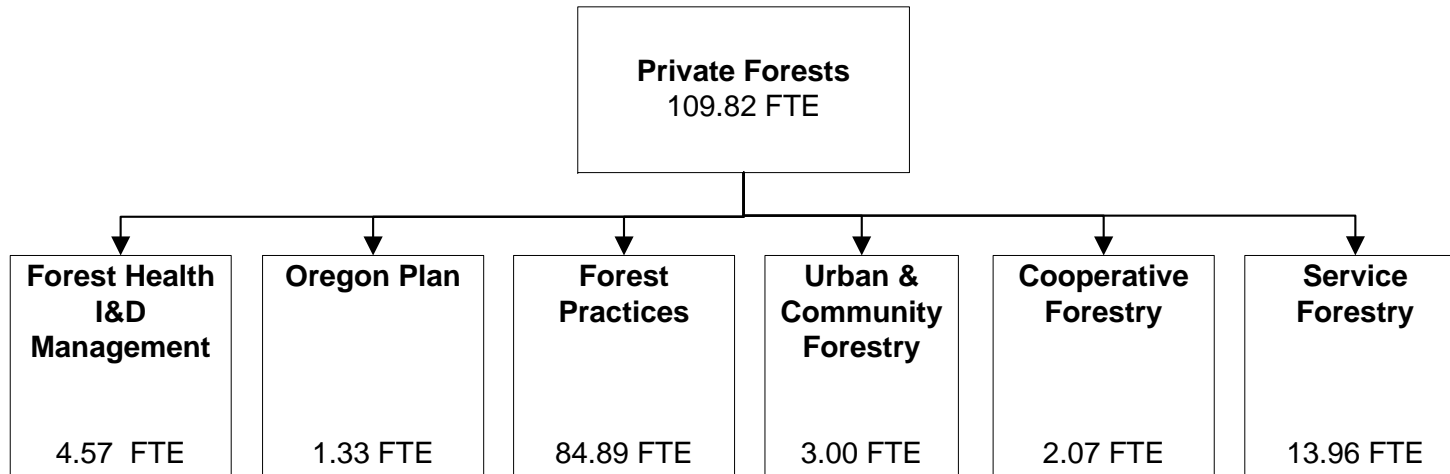 Private Forests
109.82 FTE
Forest Health
I&D
Management
4.57 FTE
Oregon Plan
1.33 FTE
Forest
Practices
84.89 FTE
Urban &
Community
Forestry
3.00 FTE
Cooperative
Forestry
2.07 FTE
Service
Forestry
13.96 FTE